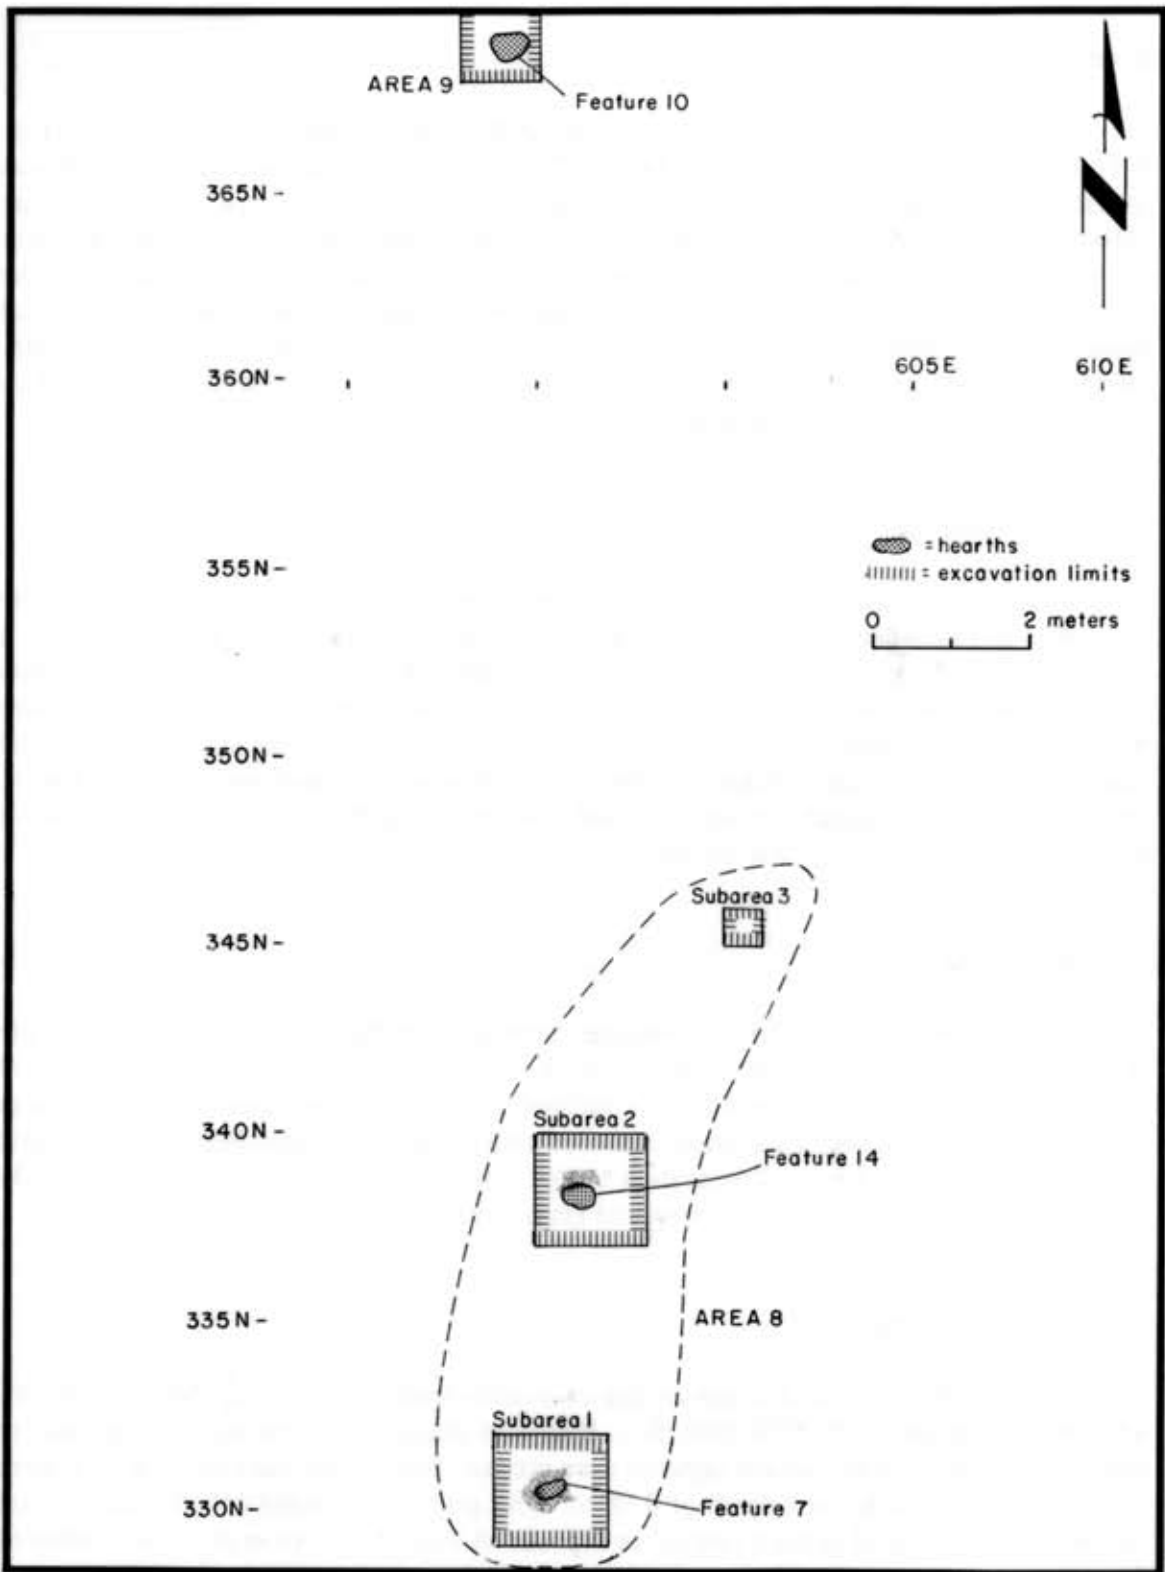 AREA 9
Feature 10
N
365N -
605E 610E
360N -
355N -
= hearths
= excavation limits
0 2 meters
350N -
Subarea 3
345N -
Subarea 2
340N -
Feature 14
335N -
AREA 8
Subarea 1
330N -
Feature 7